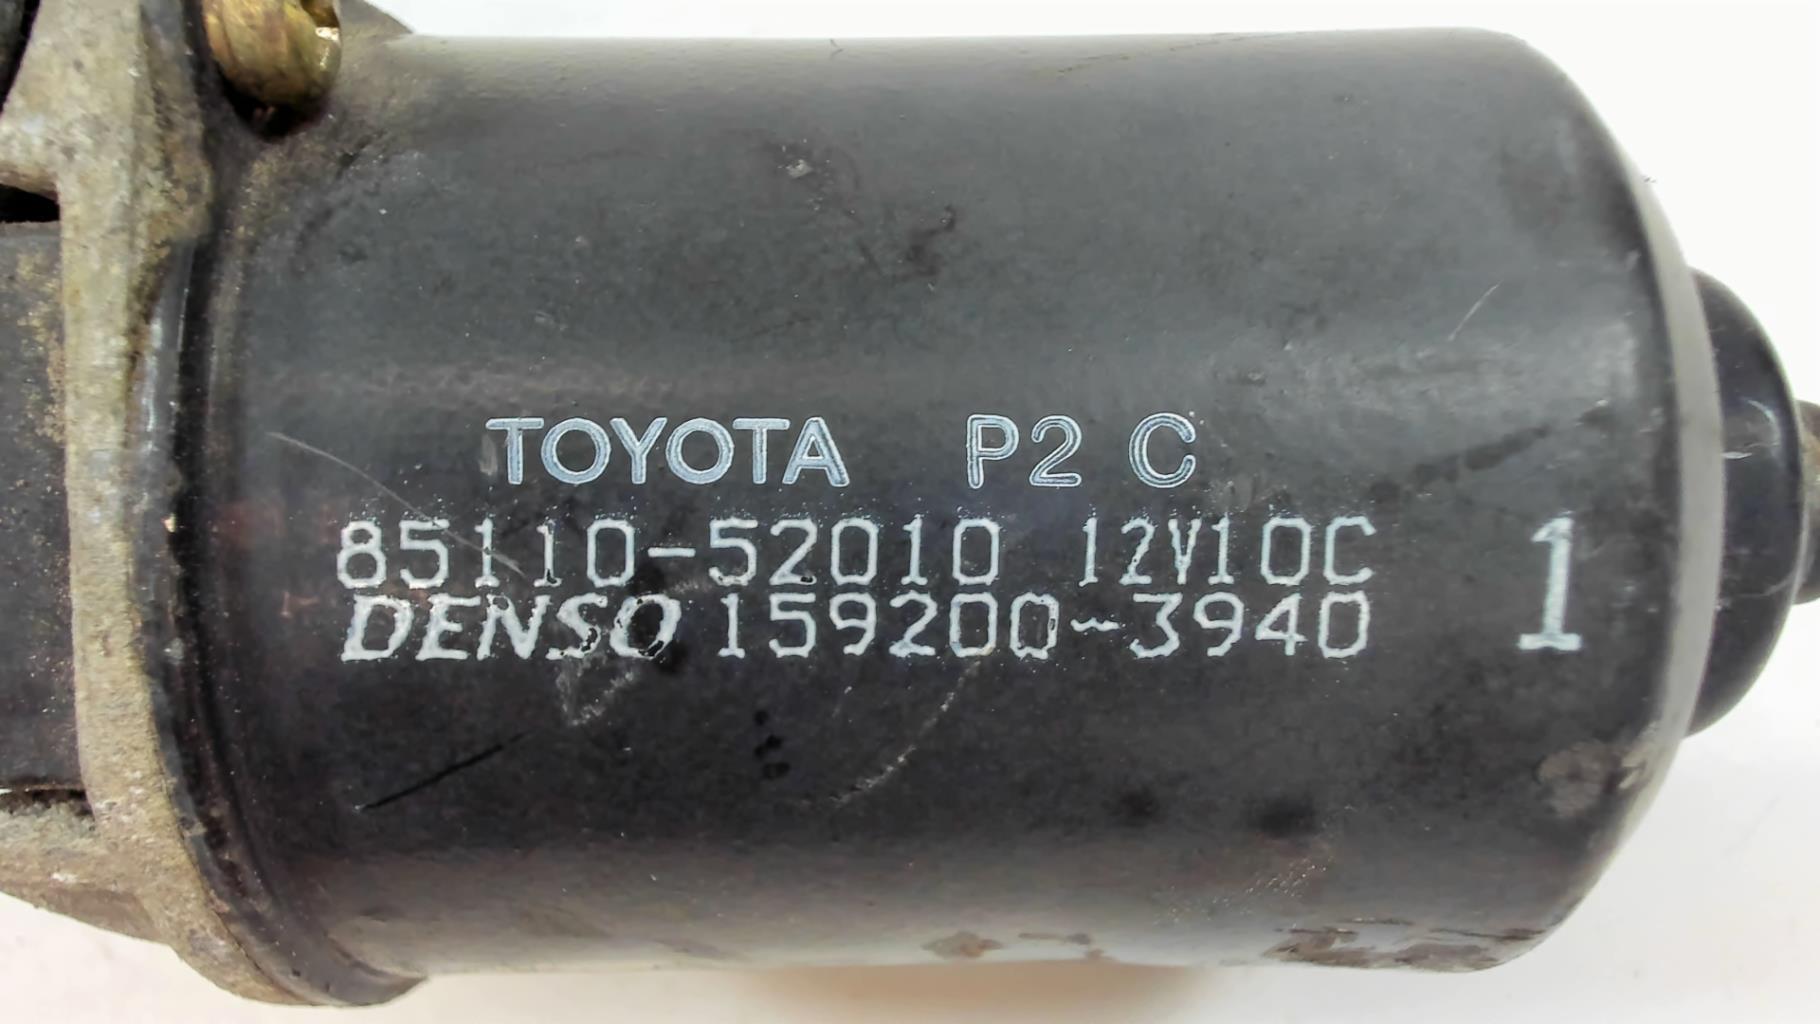 TOYOTA P2 C
85110-52010 12V10C
DENSO 159200-3940
1